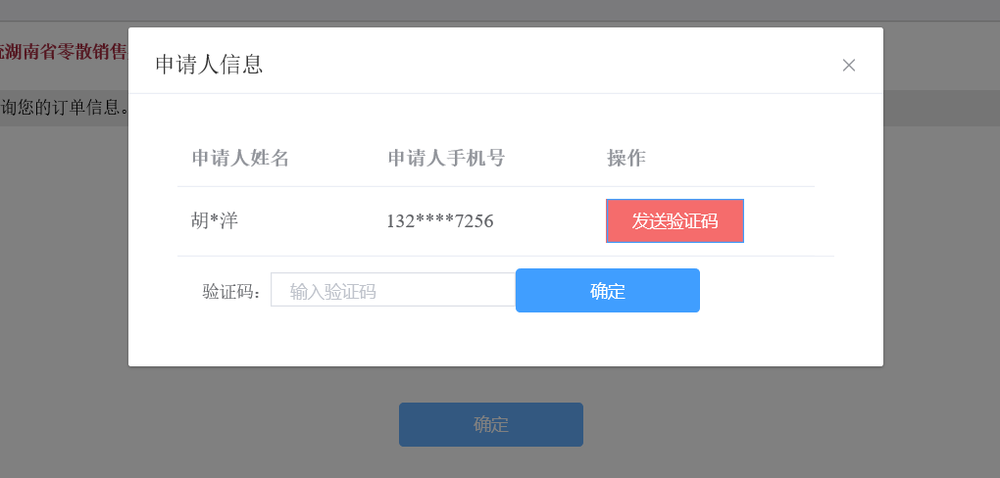 湖南省零散销售
申请人信息
询您的订单信息。
申请人姓名 申请人手机号 操作
胡*洋 132****7256 发送验证码
验证码： 输入验证码 确定
确定